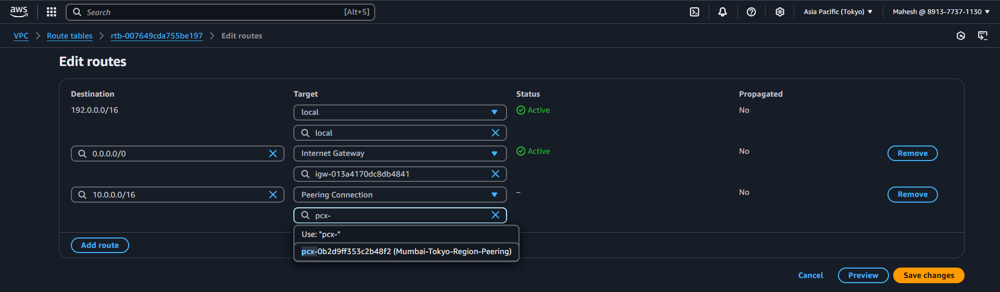 aws
Search [Alt+S] Asia Pacific (Tokyo) Mahesh @ 8913-7737-1130
VPC Route tables rtb-007649cda755be197 Edit routes
Edit routes
Destination Target Status Propagated
192.0.0.0/16 local Active No
local
0.0.0.0/0 Internet Gateway Active No Remove
igw-013a4170dc8db4841
10.0.0.0/16 Peering Connection – No Remove
pcx-
Use: "pcx-"
Add route
pcx-0b2d9ff353c2b48f2 (Mumbai-Tokyo-Region-Peering)
Cancel Preview Save changes